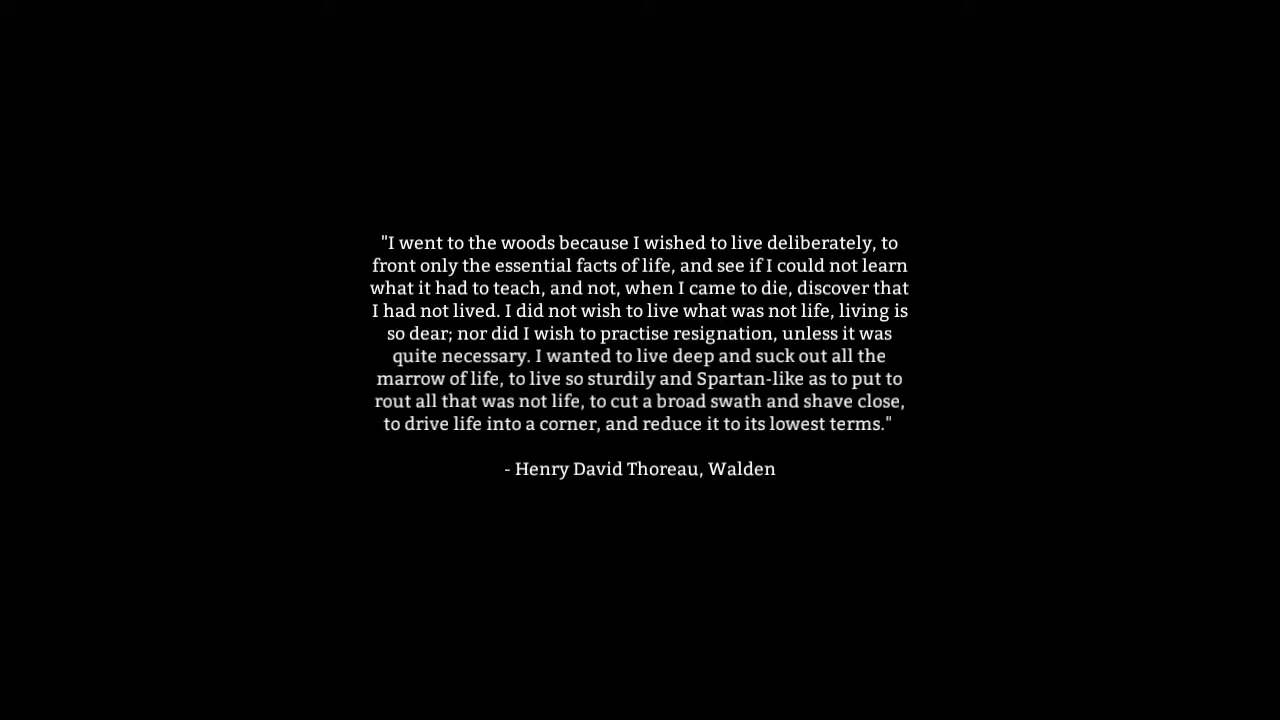 "I went to the woods because I wished to live deliberately, to
front only the essential facts of life, and see if I could not learn
what it had to teach, and not, when I came to die, discover that
I had not lived. I did not wish to live what was not life, living is
so dear; nor did I wish to practise resignation, unless it was
quite necessary. I wanted to live deep and suck out all the
marrow of life, to live so sturdily and Spartan-like as to put to
rout all that was not life, to cut a broad swath and shave close,
to drive life into a corner, and reduce it to its lowest terms."
- Henry David Thoreau, Walden